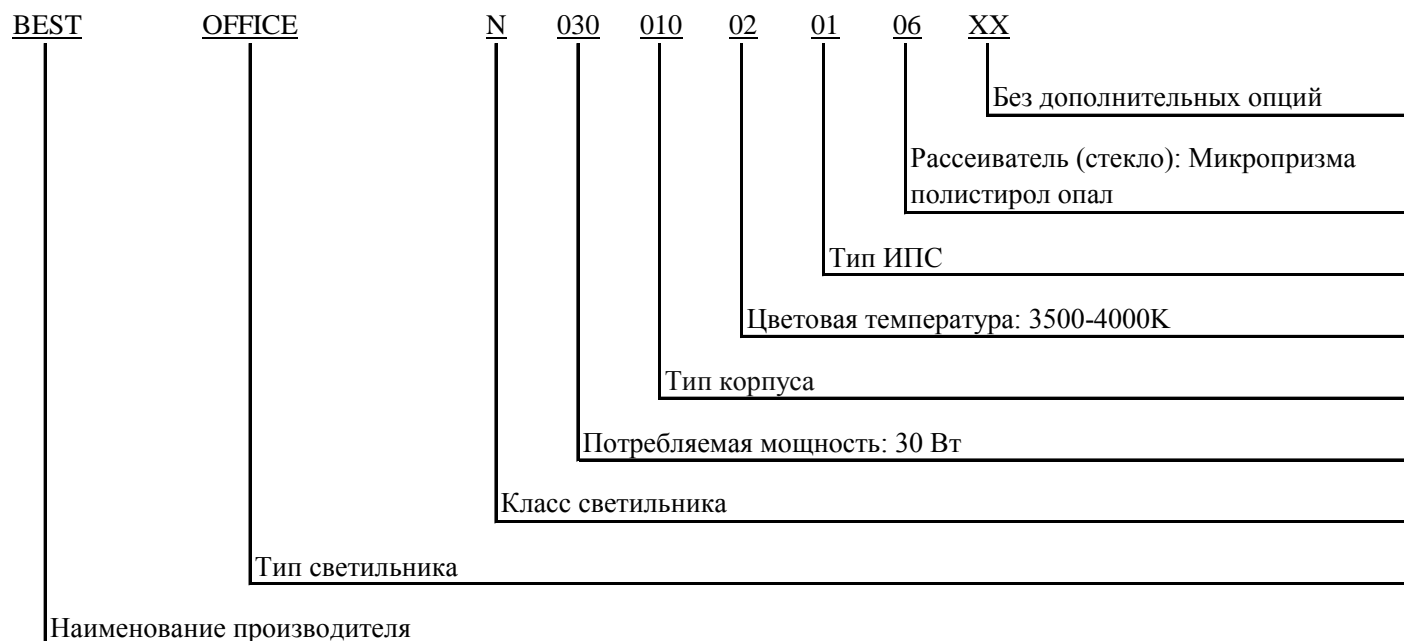 BEST OFFICE N 030 010 02 01 06 XX
Без дополнительных опций
Рассеиватель (стекло): Микропризма
полистирол опал
Тип ИПС
Цветовая температура: 3500-4000К
Тип корпуса
Потребляемая мощность: 30 Вт
Класс светильника
Тип светильника
Наименование производителя